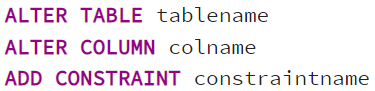 ALTER TABLE tablename
ALTER COLUMN colname
ADD CONSTRAINT constraintname